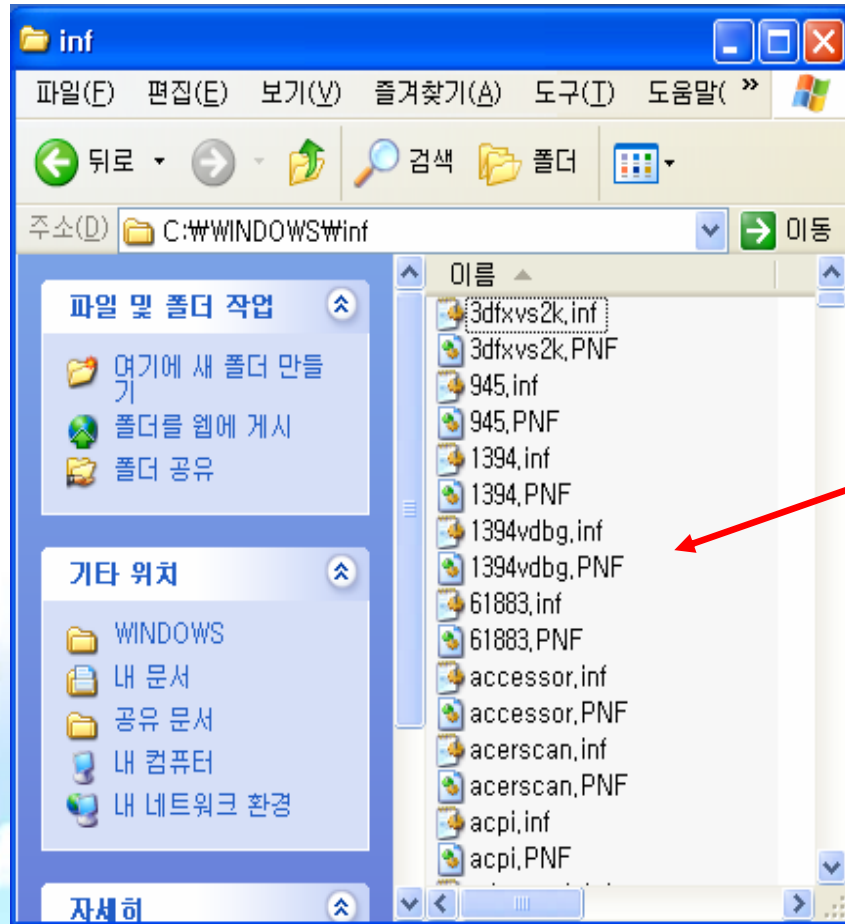 inf
파일(F) 편집(E) 보기(V) 즐겨찾기(A) 도구(T) 도움말( »
뒤로 검색 폴더
주소(D) C:₩WINDOWS₩inf 이동
파일 및 폴더 작업
여기에 새 폴더 만들
기
폴더를 웹에 게시
폴더 공유
기타 위치
WINDOWS
내 문서
공유 문서
내 컴퓨터
내 네트워크 환경
자세히
이름
3dfxvs2k.inf
3dfxvs2k.PNF
945.inf
945.PNF
1394.inf
1394.PNF
1394vdbg.inf
1394vdbg.PNF
61883.inf
61883.PNF
accessor.inf
accessor.PNF
acerscan.inf
acerscan.PNF
acpi.inf
acpi.PNF